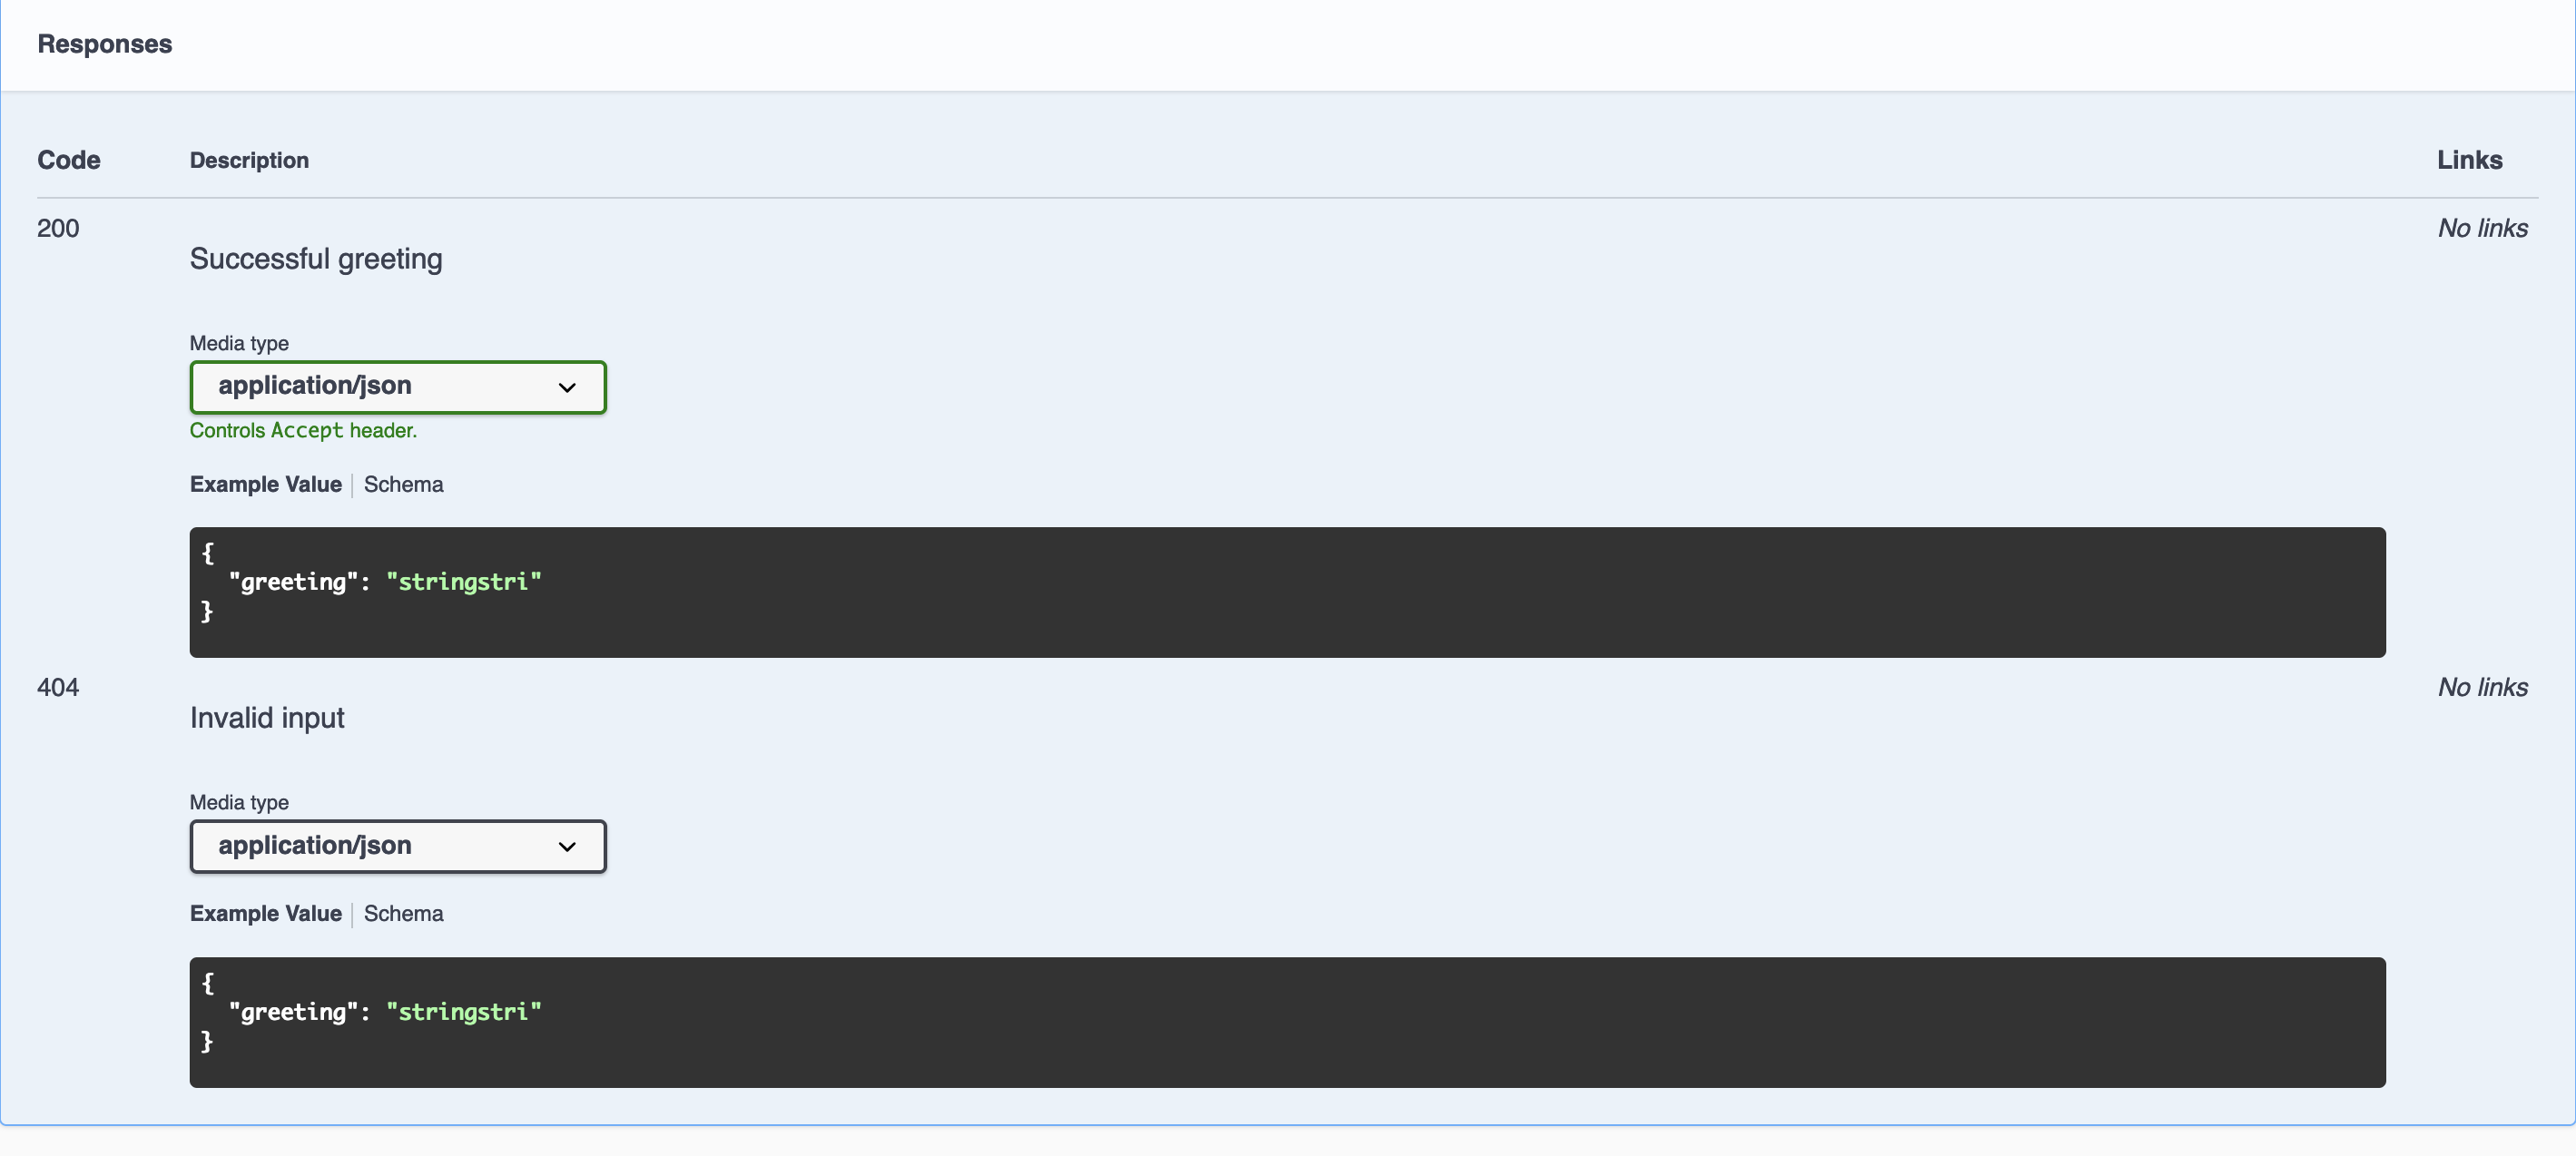 Responses
Code Description Links
200 No links
Successful greeting
Media type
application/json
Controls Accept header.
Example Value | Schema
{
  "greeting": "stringstri"
}
404 No links
Invalid input
Media type
application/json
Example Value | Schema
{
  "greeting": "stringstri"
}